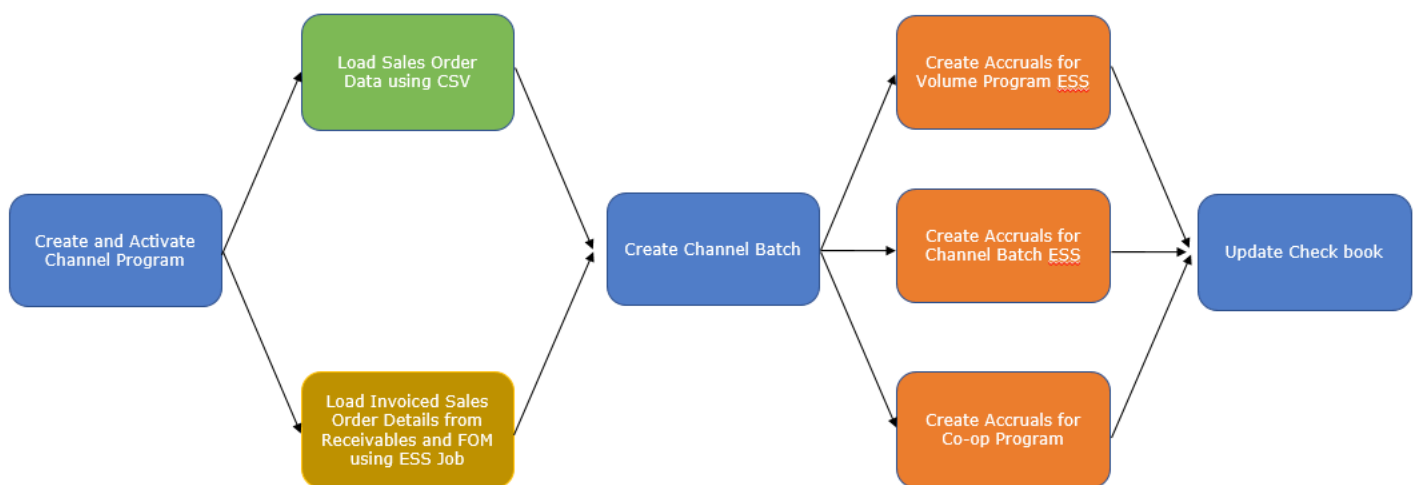 Create and Activate
Channel Program
Load Sales Order
Data using CSV
Load Invoiced Sales
Order Details from
Receivables and FOM
using ESS Job
Create Channel Batch
Create Accruals for
Volume Program ESS
Create Accruals for
Channel Batch ESS
Create Accruals for
Co-op Program
Update Check book